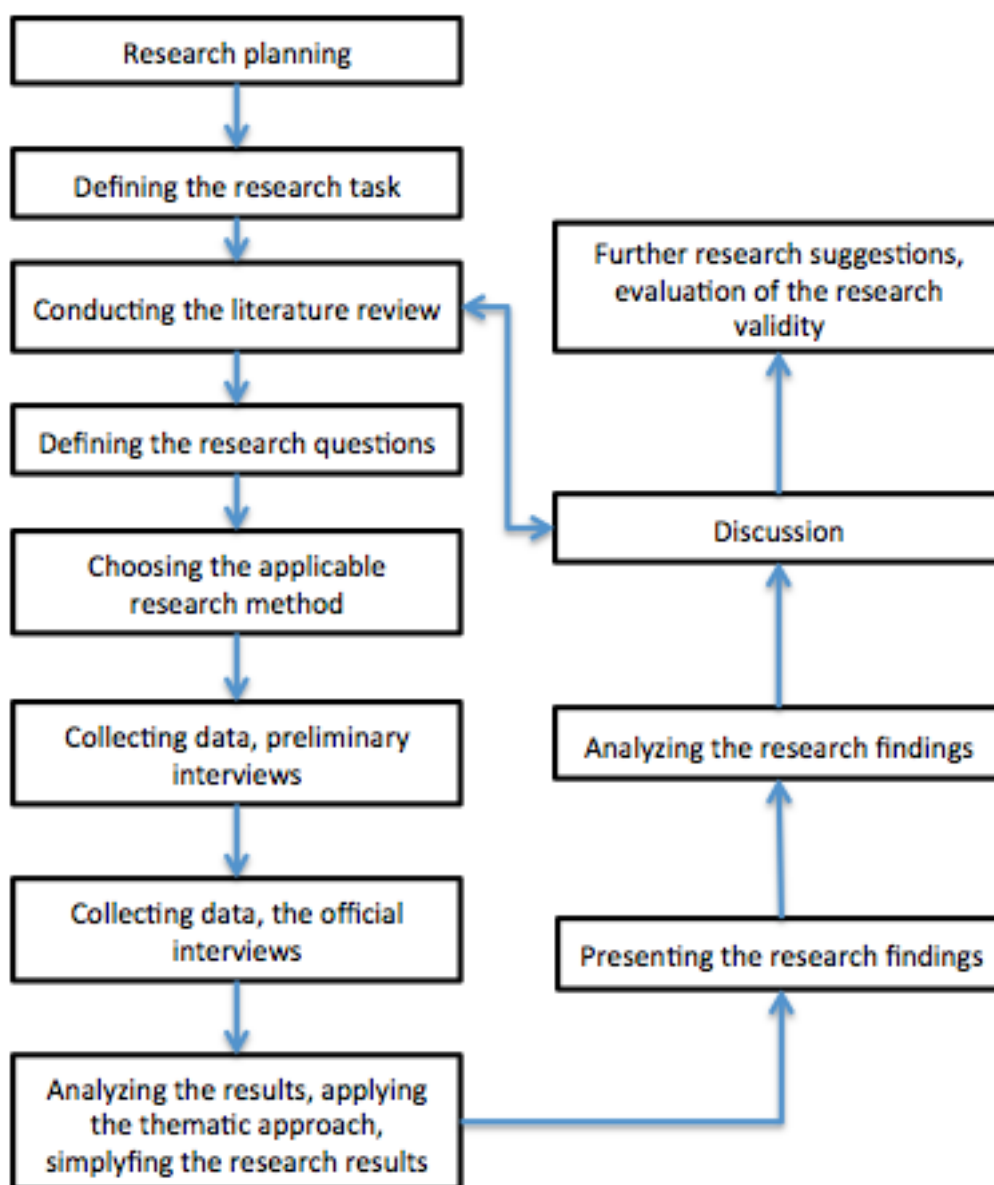 Research planning
Defining the research task
Conducting the literature review
Defining the research questions
Choosing the applicable
research method
Collecting data, preliminary
interviews
Collecting data, the official
interviews
Analyzing the results, applying
the thematic approach,
simplyfing the research results
Presenting the research findings
Analyzing the research findings
Discussion
Further research suggestions,
evaluation of the research
validity